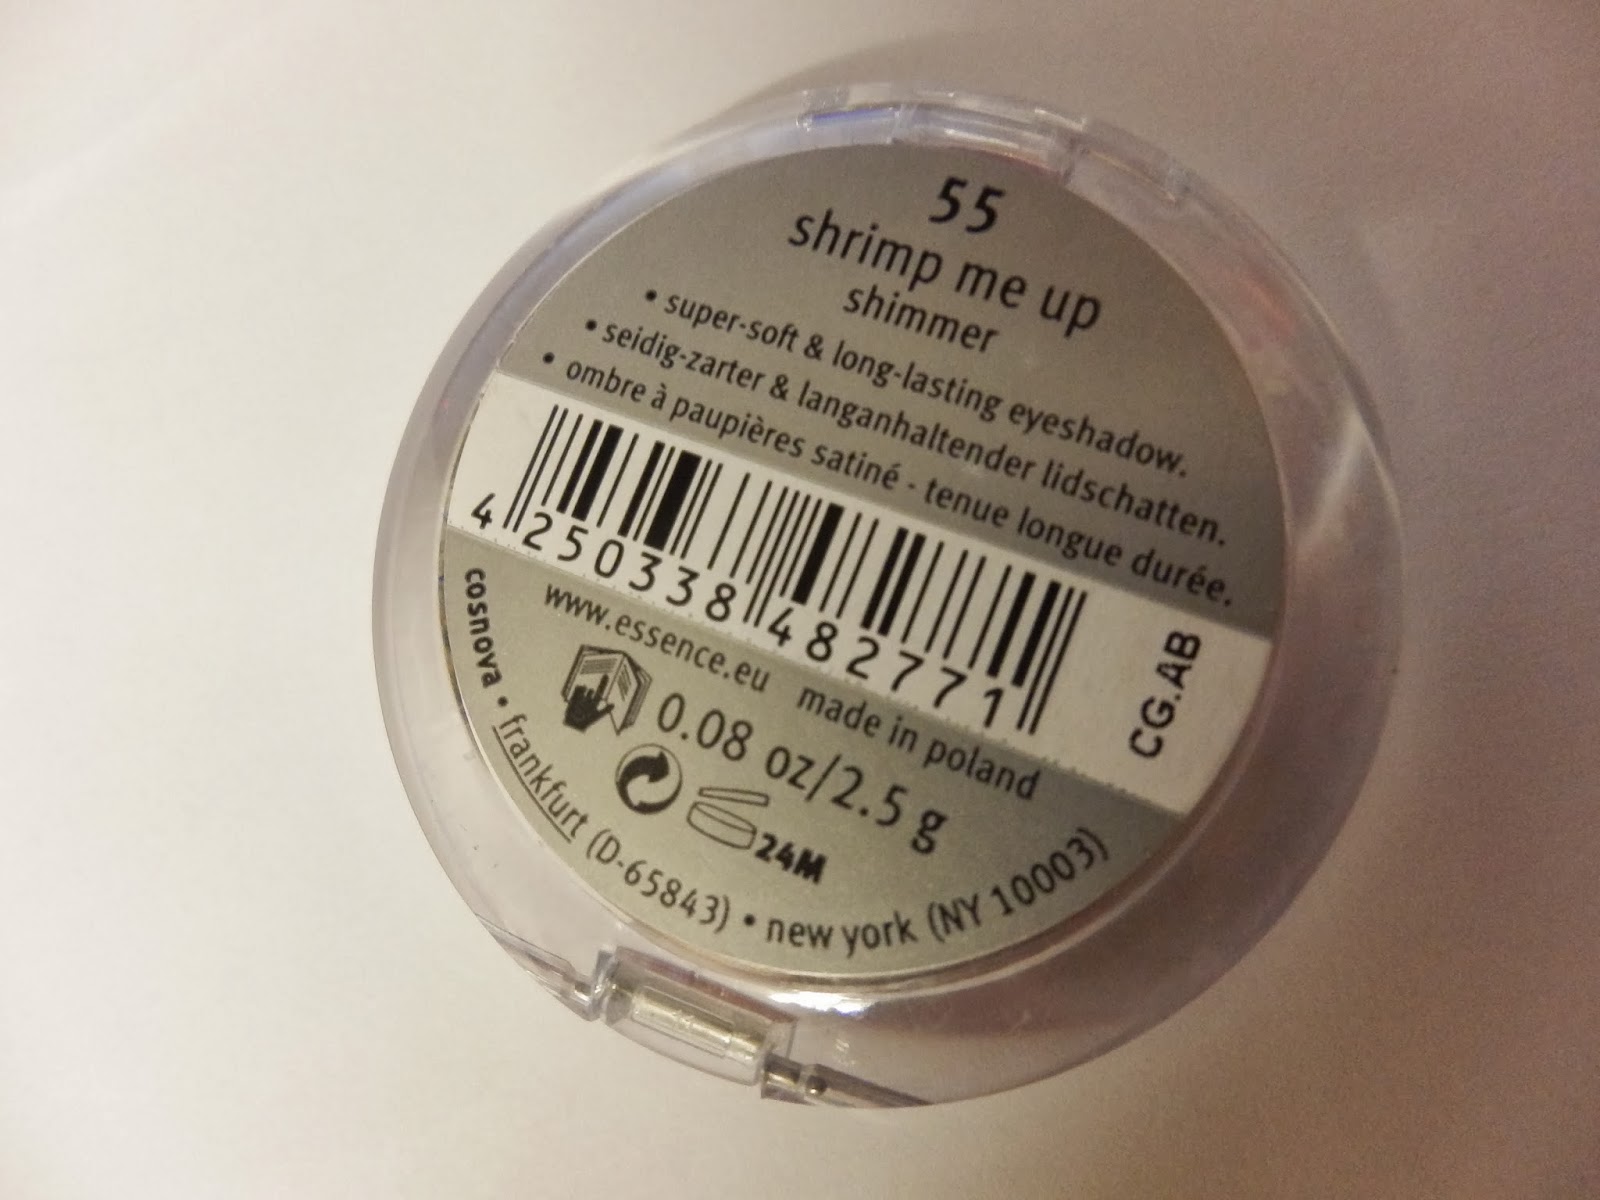 55
shrimp me up
shimmer
• super-soft & long-lasting eyeshadow.
• seidig-zarter & langanhaltender lidschatten.
• ombre à paupières satiné - tenue longue durée.
4 250338 482771
CG.AB
www.essence.eu made in poland
0.08 oz/2.5 g
24M
cosnova • frankfurt (D-65843) • new york (NY 10003)